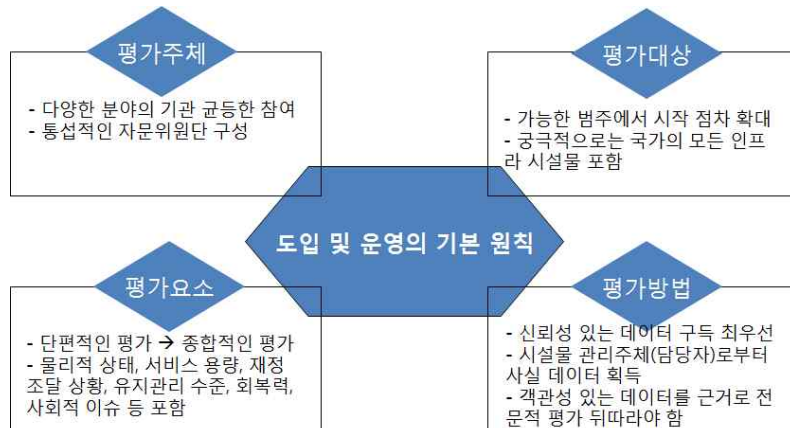 평가주체
- 다양한 분야의 기관 균등한 참여
- 통섭적인 자문위원단 구성
평가대상
- 가능한 범주에서 시작 점차 확대
- 궁극적으로는 국가의 모든 인프
라 시설물 포함
도입 및 운영의 기본 원칙
평가요소
- 단편적인 평가 → 종합적인 평가
- 물리적 상태, 서비스 용량, 재정
조달 상황, 유지관리 수준, 회복력,
사회적 이슈 등 포함
평가방법
- 신뢰성 있는 데이터 구득 최우선
- 시설물 관리주체(담당자)로부터
사실 데이터 획득
- 객관성 있는 데이터를 근거로 전
문적 평가 뒤따라야 함